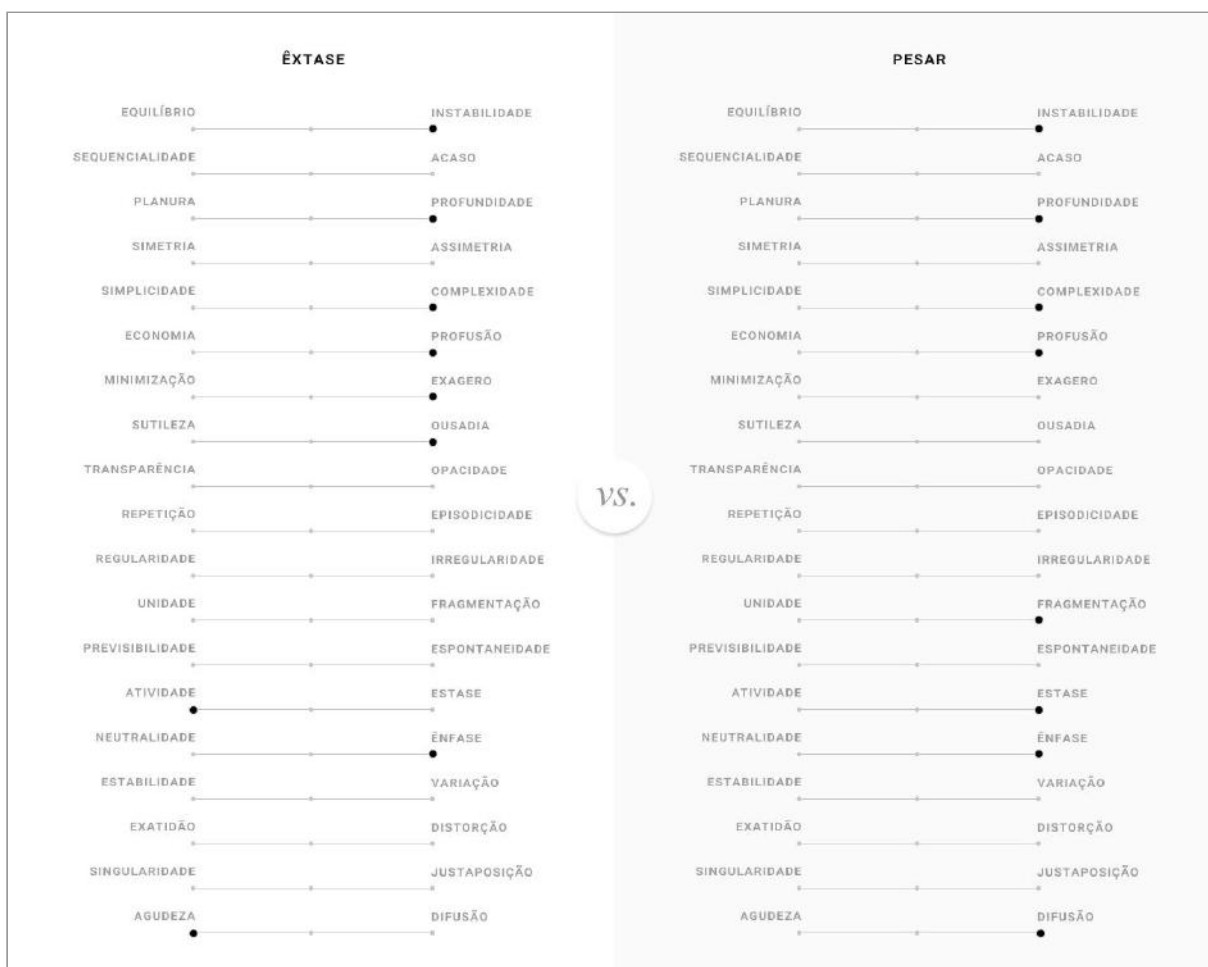 ÊXTASE
EQUILÍBRIO INSTABILIDADE
SEQUENCIALIDADE ACASO
PLANURA PROFUNDIDADE
SIMETRIA ASSIMETRIA
SIMPLICIDADE COMPLEXIDADE
ECONOMIA PROFUSÃO
MINIMIZAÇÃO EXAGERO
SUTILEZA OUSADIA
TRANSPARÊNCIA OPACIDADE
REPETIÇÃO EPISODICIDADE
REGULARIDADE IRREGULARIDADE
UNIDADE FRAGMENTAÇÃO
PREVISIBILIDADE ESPONTANEIDADE
ATIVIDADE ESTASE
NEUTRALIDADE ÊNFASE
ESTABILIDADE VARIAÇÃO
EXATIDÃO DISTORÇÃO
SINGULARIDADE JUSTAPOSIÇÃO
AGUDEZA DIFUSÃO
vs.
PESAR
EQUILÍBRIO INSTABILIDADE
SEQUENCIALIDADE ACASO
PLANURA PROFUNDIDADE
SIMETRIA ASSIMETRIA
SIMPLICIDADE COMPLEXIDADE
ECONOMIA PROFUSÃO
MINIMIZAÇÃO EXAGERO
SUTILEZA OUSADIA
TRANSPARÊNCIA OPACIDADE
REPETIÇÃO EPISODICIDADE
REGULARIDADE IRREGULARIDADE
UNIDADE FRAGMENTAÇÃO
PREVISIBILIDADE ESPONTANEIDADE
ATIVIDADE ESTASE
NEUTRALIDADE ÊNFASE
ESTABILIDADE VARIAÇÃO
EXATIDÃO DISTORÇÃO
SINGULARIDADE JUSTAPOSIÇÃO
AGUDEZA DIFUSÃO